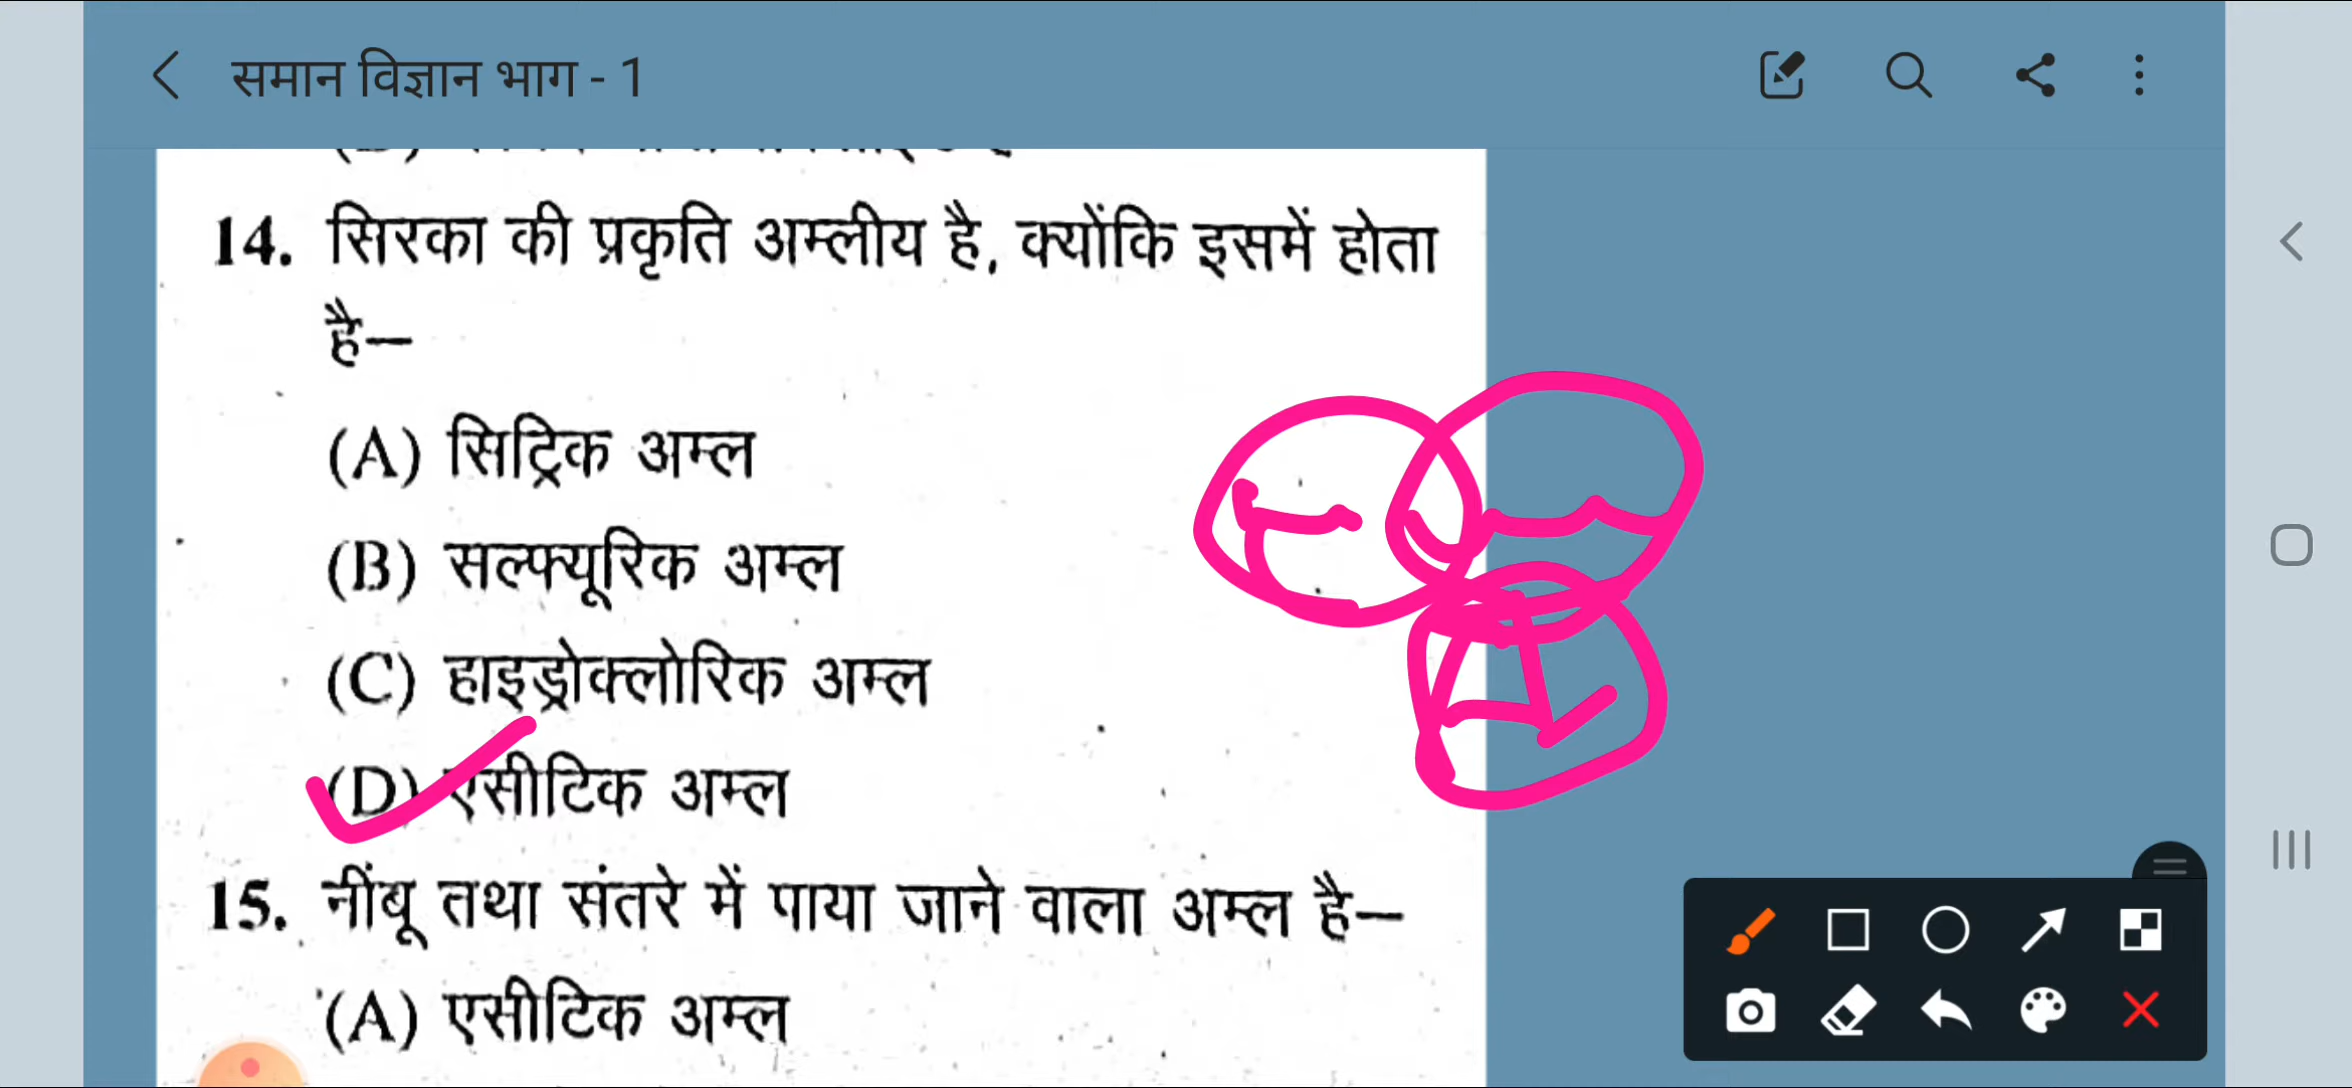 समान विज्ञान भाग - 1
14. सिरका की प्रकृति अम्लीय है, क्योंकि इसमें होता
है—
(A) सिट्रिक अम्ल
(B) सल्फ्यूरिक अम्ल
(C) हाइड्रोक्लोरिक अम्ल
(D) एसीटिक अम्ल
15. नींबू तथा संतरे में पाया जाने वाला अम्ल है—
(A) एसीटिक अम्ल